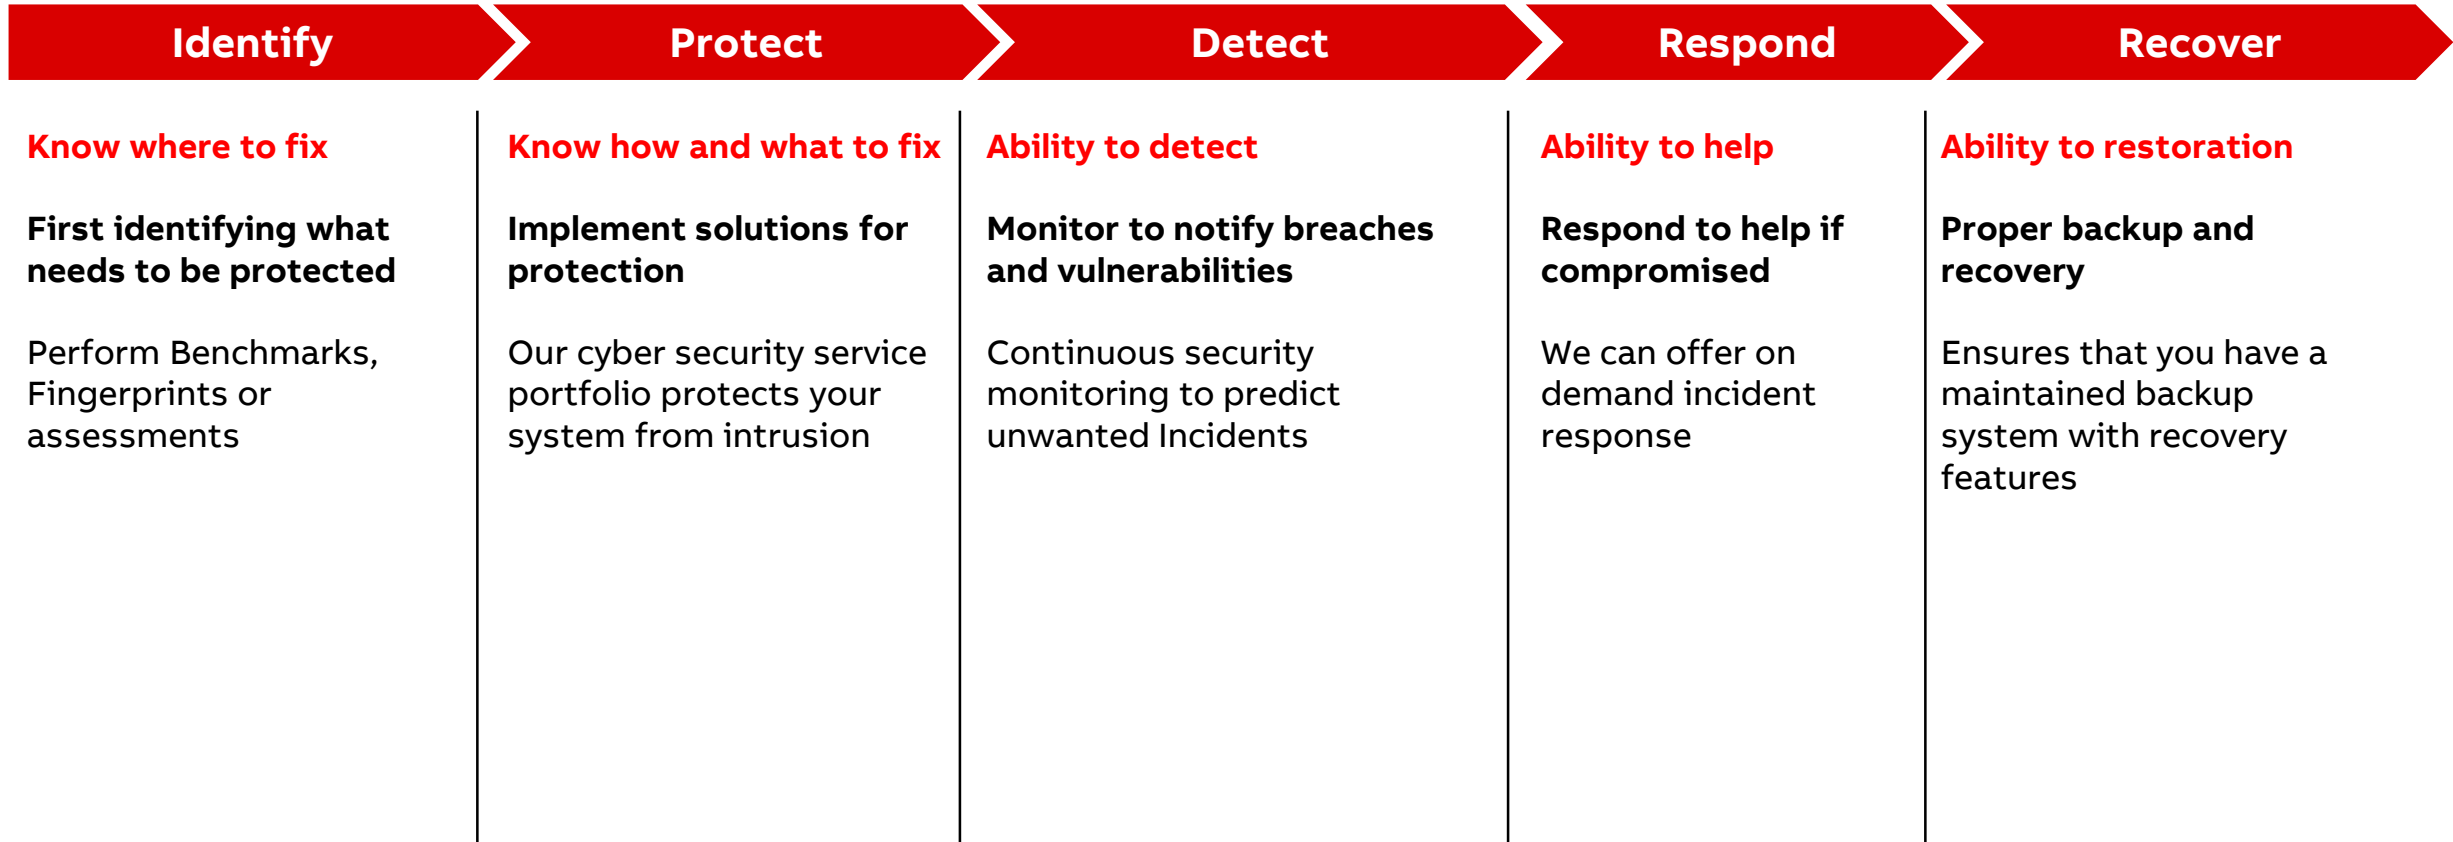 Identify
Protect
Detect
Respond
Recover
Know where to fix
First identifying what
needs to be protected
Perform Benchmarks,
Fingerprints or
assessments
Know how and what to fix
Implement solutions for
protection
Our cyber security service
portfolio protects your
system from intrusion
Ability to detect
Monitor to notify breaches
and vulnerabilities
Continuous security
monitoring to predict
unwanted Incidents
Ability to help
Respond to help if
compromised
We can offer on
demand incident
response
Ability to restoration
Proper backup and
recovery
Ensures that you have a
maintained backup
system with recovery
features